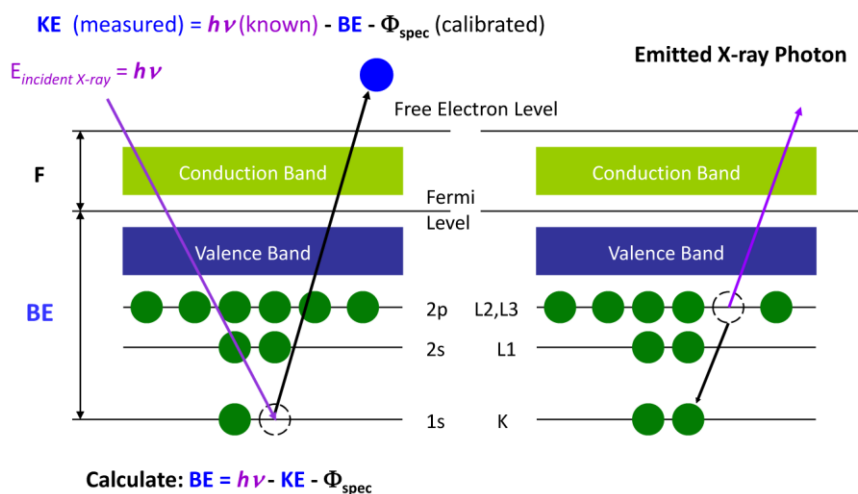 KE (measured) = hν(known) - BE - Φspec (calibrated)
Emitted X-ray Photon
Eincident X-ray = hν
Free Electron Level
F
Conduction Band
Conduction Band
Fermi
Level
Valence Band
Valence Band
BE
2p
L2,L3
2s
L1
1s
K
Calculate: BE = hν - KE - Φspec